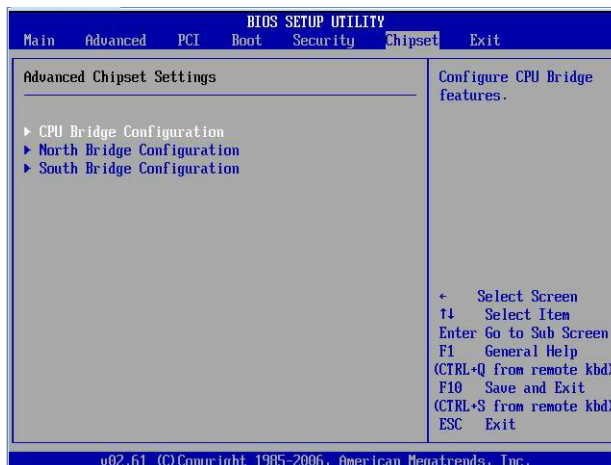 BIOS SETUP UTILITY
Main Advanced PCI Boot Security Chipset Exit
Advanced Chipset Settings
CPU Bridge Configuration
North Bridge Configuration
South Bridge Configuration
Configure CPU Bridge
features.
← Select Screen
↑↓ Select Item
Enter Go to Sub Screen
F1 General Help
(CTRL+Q from remote kbd)
F10 Save and Exit
(CTRL+S from remote kbd)
ESC Exit
v02.61 (C)Copyright 1985-2006, American Megatrends, Inc.